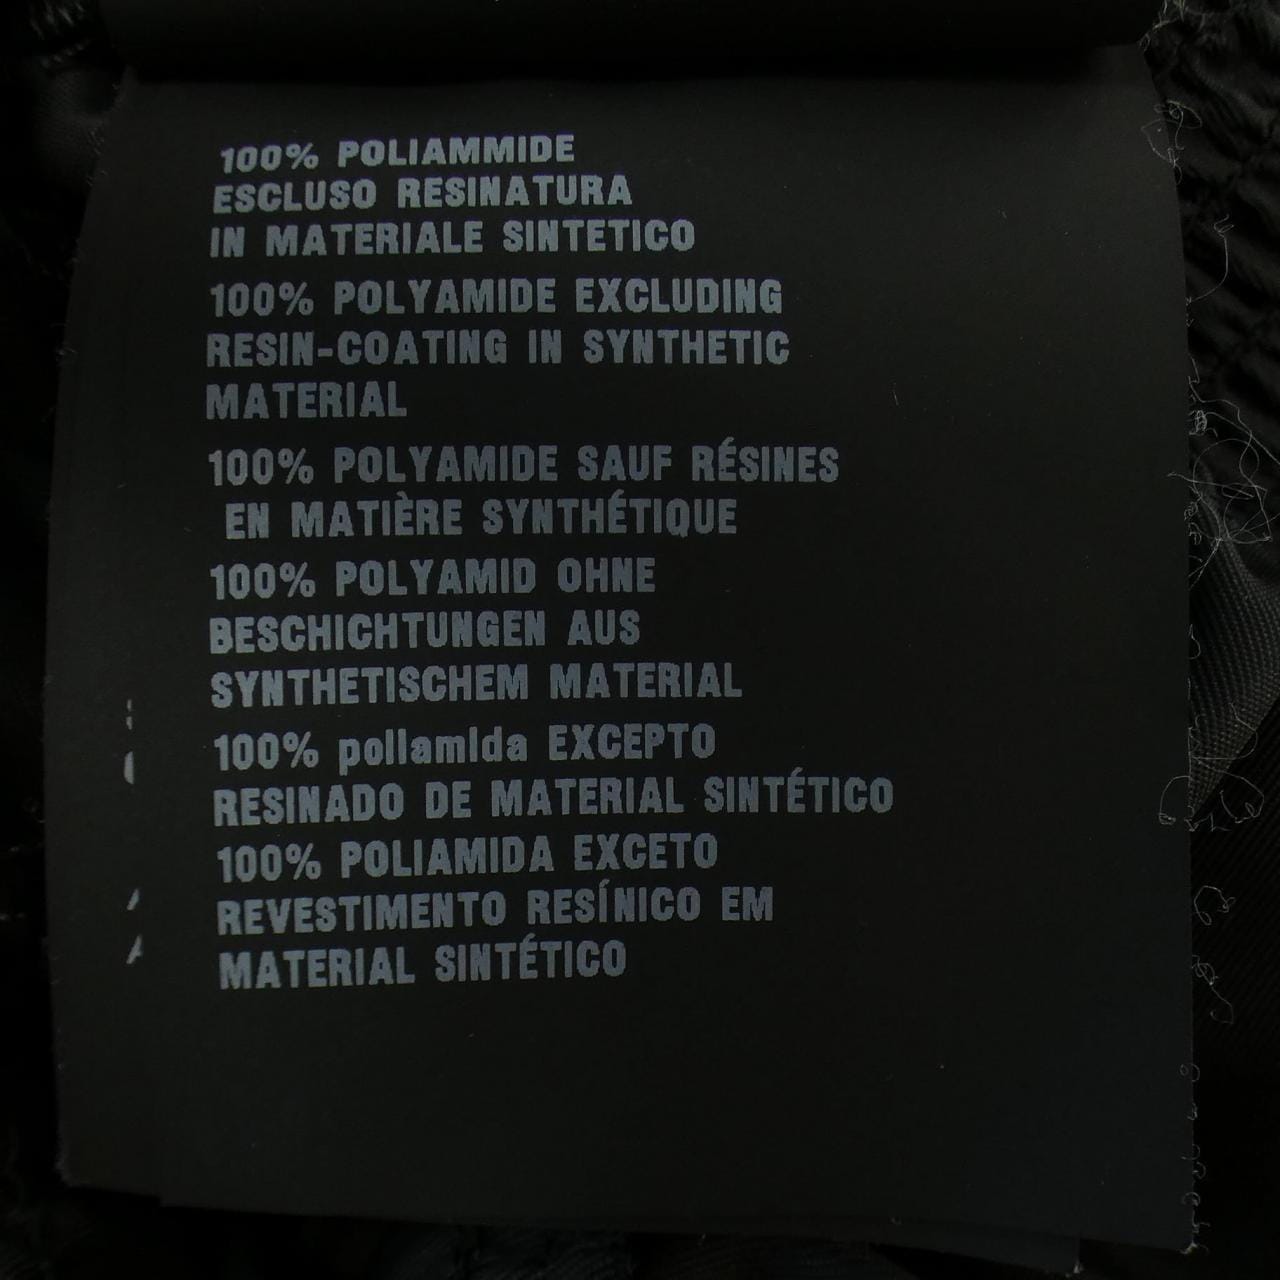 100% POLIAMMIDE
ESCLUSO RESINATURA
IN MATERIALE SINTETICO
100% POLYAMIDE EXCLUDING
RESIN-COATING IN SYNTHETIC
MATERIAL
100% POLYAMIDE SAUF RÉSINES
EN MATIÈRE SYNTHÉTIQUE
100% POLYAMID OHNE
BESCHICHTUNGEN AUS
SYNTHETISCHEM MATERIAL
100% poliamida EXCEPTO
RESINADO DE MATERIAL SINTÉTICO
100% POLIAMIDA EXCETO
REVESTIMENTO RESÍNICO EM
MATERIAL SINTÉTICO